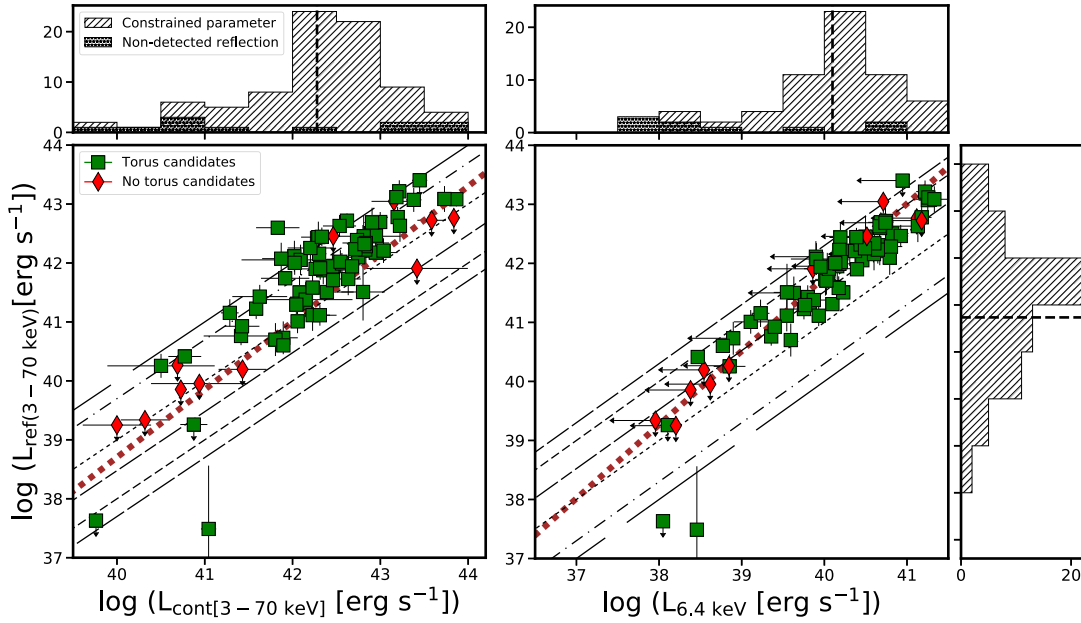 20
10
0
Constrained parameter
Non-detected reflection
20
10
0
44
43
42
41
40
39
38
37
log (L_ref(3−70 keV)[erg s⁻¹])
Torus candidates
No torus candidates
40 41 42 43 44
log (L_cont[3−70 keV] [erg s⁻¹])
44
43
42
41
40
39
38
37
37 38 39 40 41
log (L_6.4 keV [erg s⁻¹])
0 20